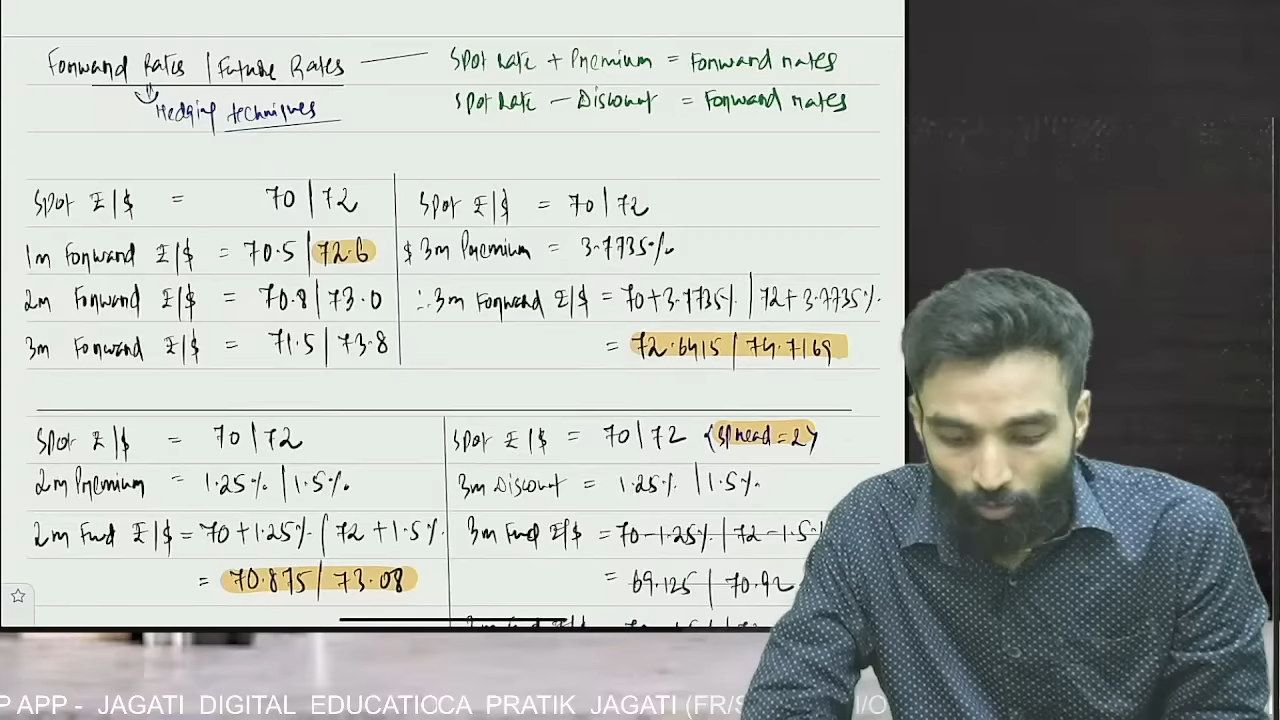 Forward Rates | Future Rates
Hedging techniques
Spot Rate + Premium = Forward rates
Spot Rate - Discount = Forward rates
Spot ₹|$ = 70 | 72
1m Forward ₹|$ = 70.5 | 72.6
2m Forward ₹|$ = 70.8 | 73.0
3m Forward ₹|$ = 71.5 | 73.8
Spot ₹|$ = 70 | 72
$ 3m Premium = 3.7735%
∴ 3m Forward ₹|$ = 70+3.7735% | 72+3.7735%.
= 72.6415 | 74.7169
Spot ₹|$ = 70 | 72
2m Premium = 1.25% | 1.5%
2m Fwd ₹|$ = 70+1.25% | 72+1.5%.
= 70.875 | 73.08
Spot ₹|$ = 70 | 72 {Spread = 2}
3m Discount = 1.25% | 1.5%
3m Fwd ₹|$ = 70-1.25% | 72-1.5%
= 69.125 | 70.92
P APP - JAGATI DIGITAL EDUCATIOCA PRATIK JAGATI (FR/S